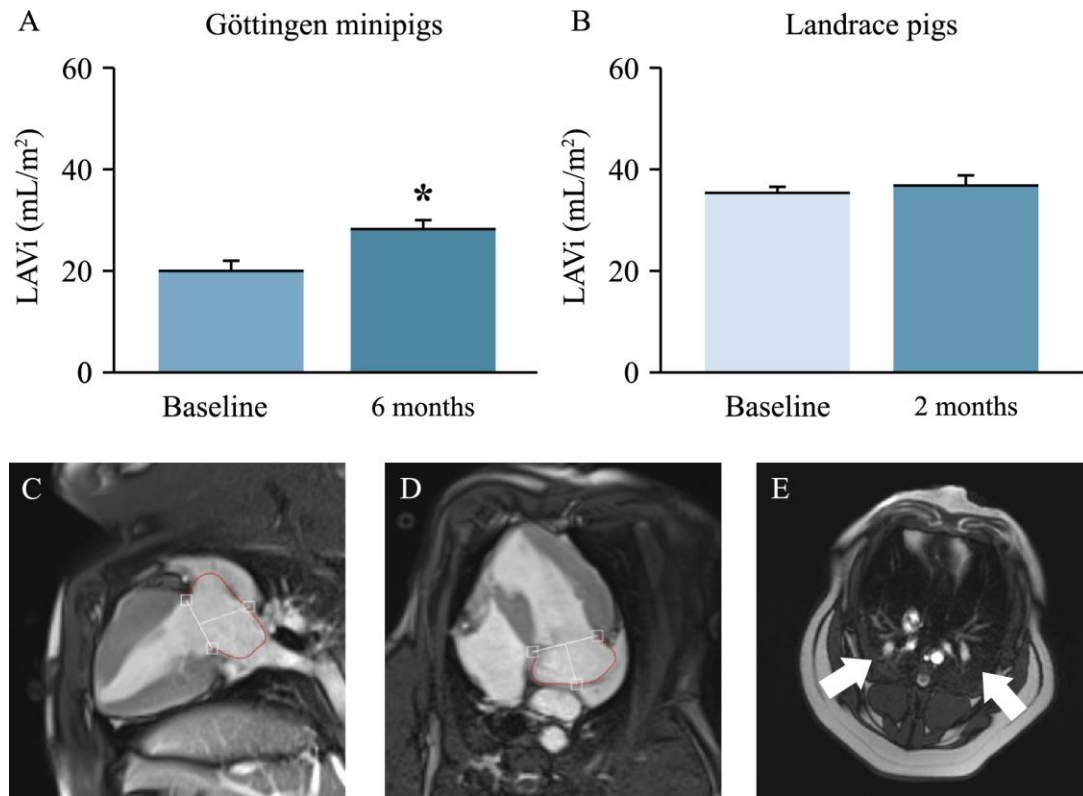 A
Göttingen minipigs
60
40
20
0
LAVi (mL/m²)
*
Baseline
6 months
B
Landrace pigs
60
40
20
0
LAVi (mL/m²)
Baseline
2 months
C
D
E